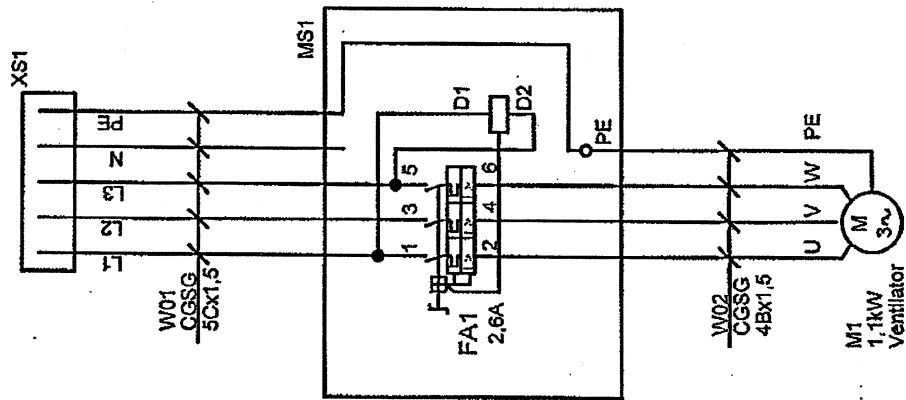 XS1
L1
L2
L3
N
PE
W01
CGSG
5Cx1,5
MS1
D1
D2
1
3
5
FA1
2,6A
2
4
6
PE
W02
CGSG
4Bx1,5
U
V
W
PE
M
3~
M1
1,1kW
Ventilator